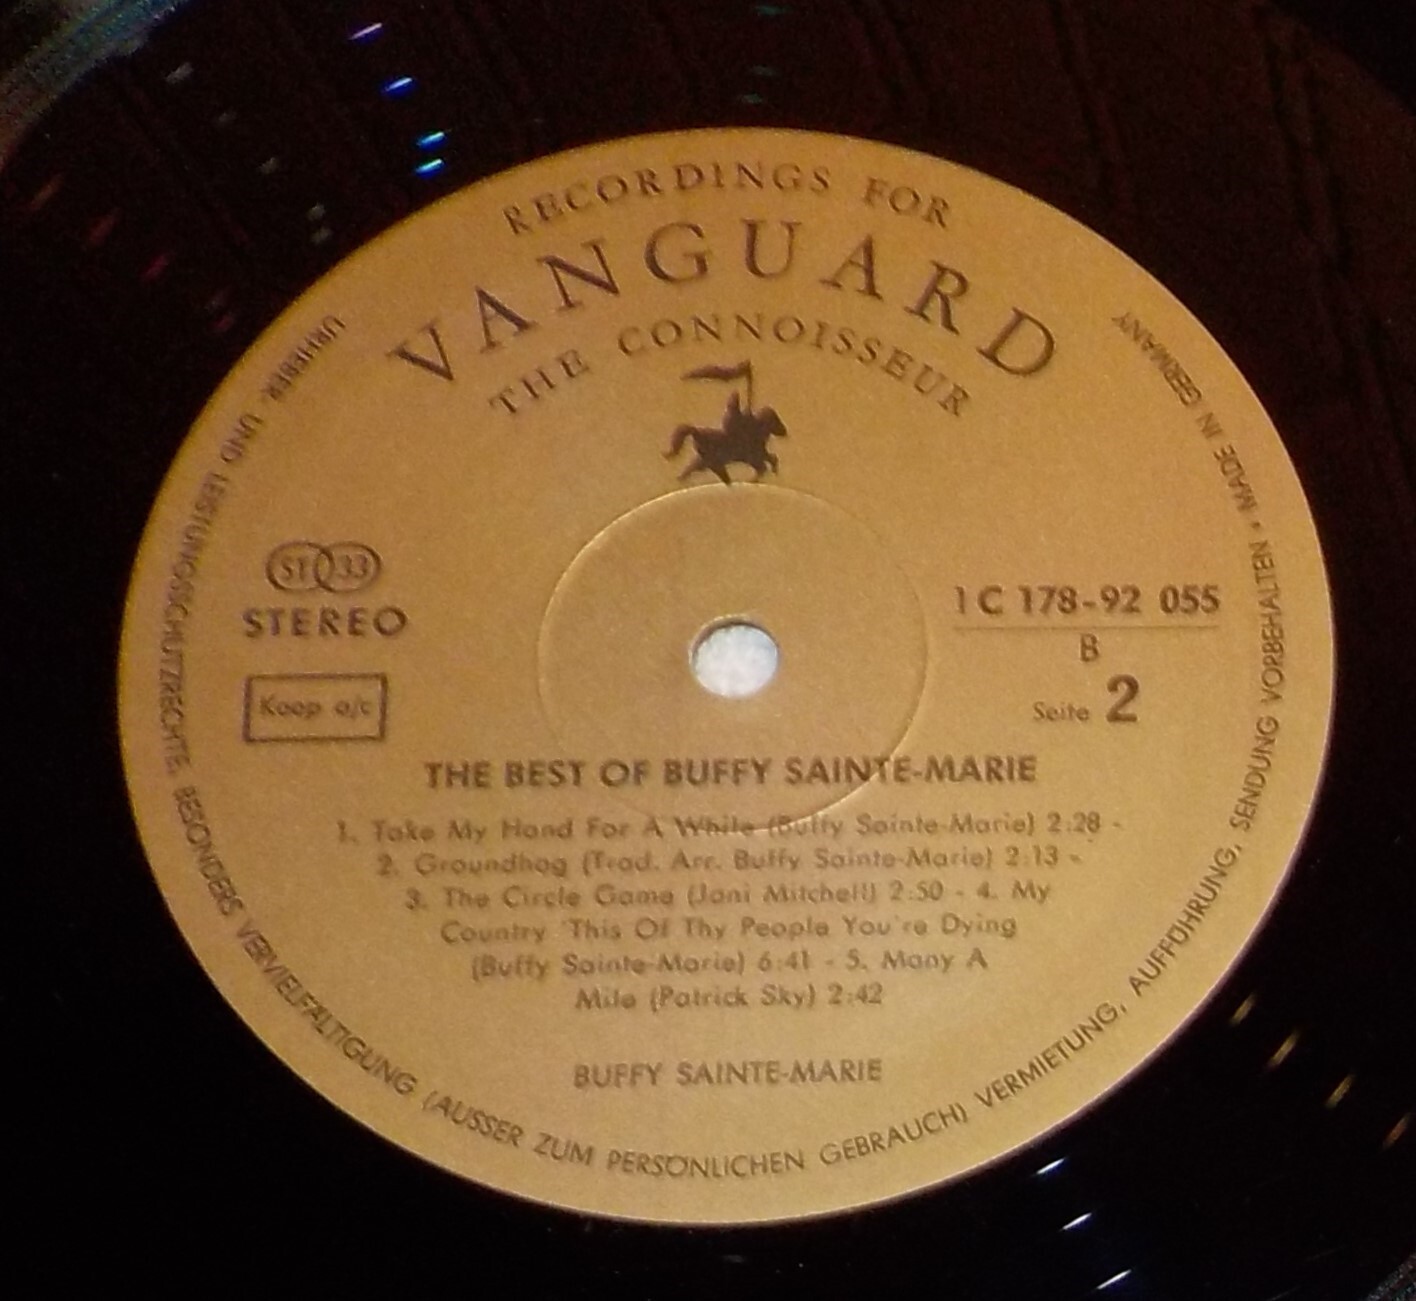 RECORDINGS FOR
VANGUARD
THE CONNOISSEUR
ST 33
STEREO
Koop a/c
1 C 178-92 055
B
Seite 2
THE BEST OF BUFFY SAINTE-MARIE
1. Take My Hand For A While (Buffy Sainte-Marie) 2:28 -
2. Groundhog (Trad. Arr. Buffy Sainte-Marie) 2:13 -
3. The Circle Game (Joni Mitchell) 2:50 - 4. My
Country 'This Of Thy People You're Dying
(Buffy Sainte-Marie) 6:41 - 5. Many A
Mile (Patrick Sky) 2:42
BUFFY SAINTE-MARIE
URHEBER- UND LEISTUNGSSCHUTZRECHTE, BESONDERS VERVIELFÄLTIGUNG (AUSSER ZUM PERSÖNLICHEN GEBRAUCH) VERMIETUNG, AUFFÜHRUNG, SENDUNG VORBEHALTEN • MADE IN GERMANY